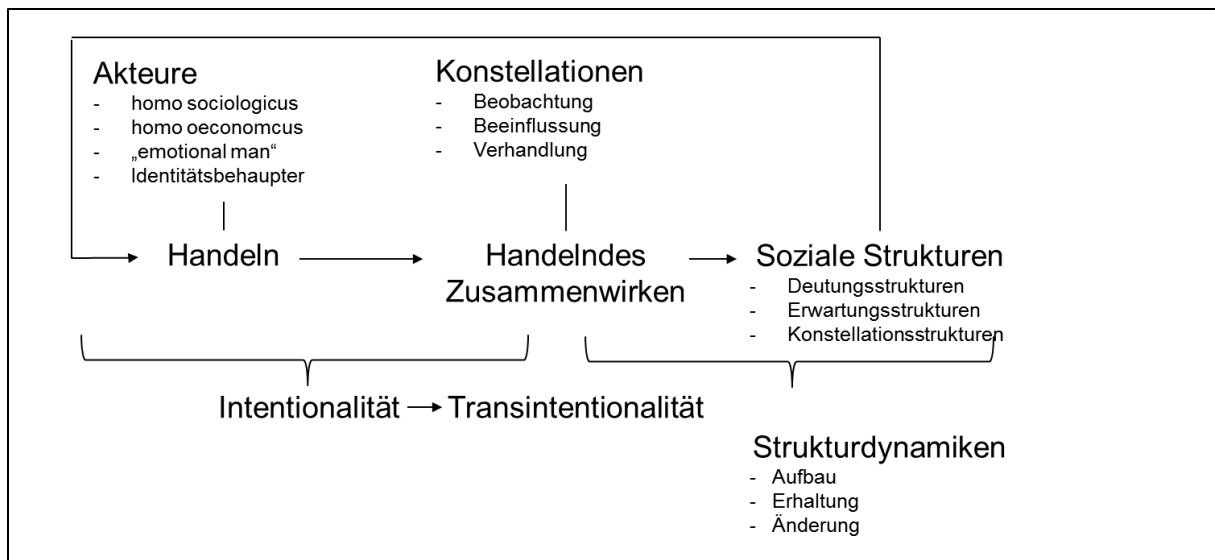 Akteure
- homo sociologicus
- homo oeconomcus
- „emotional man“
- Identitätsbehaupter
Konstellationen
- Beobachtung
- Beeinflussung
- Verhandlung
Handeln
Handelndes
Zusammenwirken
Soziale Strukturen
- Deutungsstrukturen
- Erwartungsstrukturen
- Konstellationsstrukturen
Intentionalität
Transintentionalität
Strukturdynamiken
- Aufbau
- Erhaltung
- Änderung